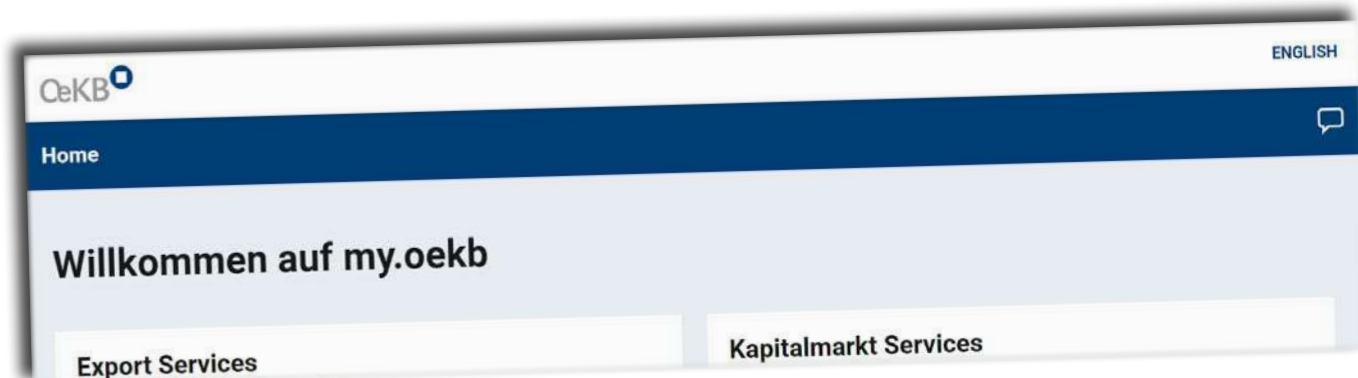 OeKB
ENGLISH
Home
Willkommen auf my.oekb
Export Services
Kapitalmarkt Services